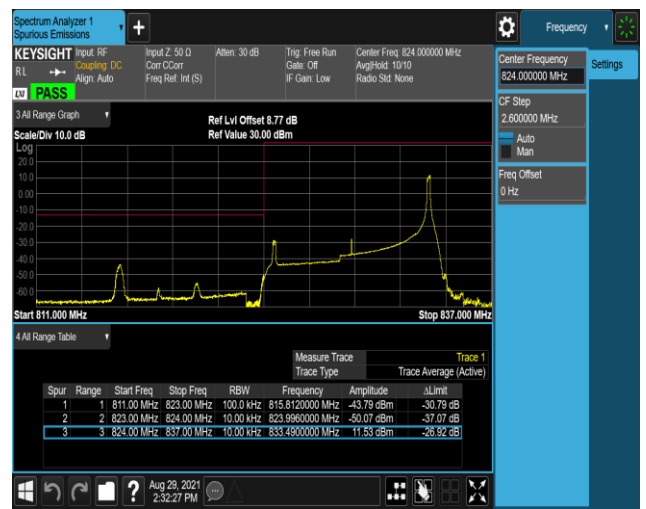 Spectrum Analyzer 1
Spurious Emissions
+
Frequency
KEYSIGHT Input: RF Input Z: 50 Ω Atten: 30 dB Trig: Free Run Center Freq: 824.000000 MHz
RL Coupling: DC Corr CCorr Gate: Off Avg|Hold: 10/10
Align: Auto Freq Ref: Int (S) IF Gain: Low Radio Std: None
LXI PASS
Center Frequency
824.000000 MHz
Settings
CF Step
2.600000 MHz
Auto
Man
Freq Offset
0 Hz
3 All Range Graph
Ref Lvl Offset 8.77 dB
Scale/Div 10.0 dB Ref Value 30.00 dBm
Log
20.0
10.0
0.00
-10.0
-20.0
-30.0
-40.0
-50.0
-60.0
Start 811.000 MHz Stop 837.000 MHz
4 All Range Table
Measure Trace Trace 1
Trace Type Trace Average (Active)
Spur Range Start Freq Stop Freq RBW Frequency Amplitude ΔLimit
1 1 811.00 MHz 823.00 MHz 100.0 kHz 815.8120000 MHz -43.79 dBm -30.79 dB
2 2 823.00 MHz 824.00 MHz 10.00 kHz 823.9960000 MHz -50.07 dBm -37.07 dB
3 3 824.00 MHz 837.00 MHz 10.00 kHz 833.4900000 MHz 11.53 dBm -26.92 dB
? Aug 29, 2021
2:32:27 PM